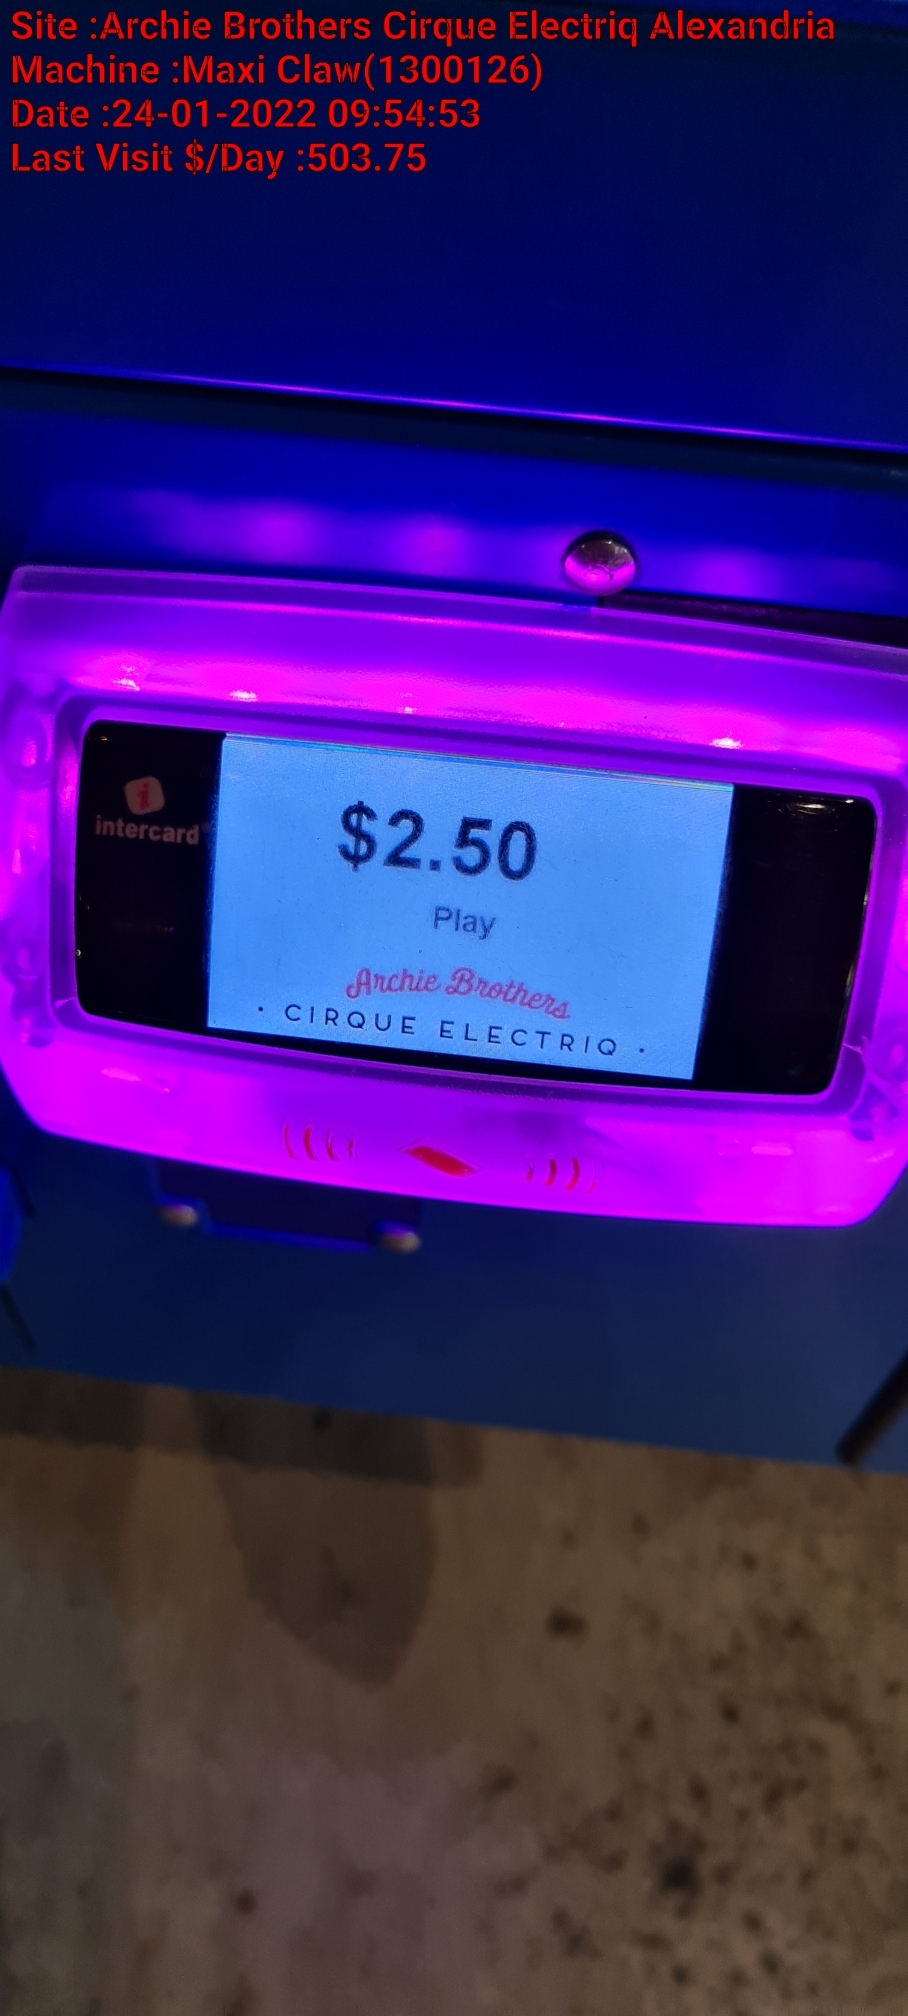 Site :Archie Brothers Cirque Electriq Alexandria
Machine :Maxi Claw(1300126)
Date :24-01-2022 09:54:53
Last Visit $/Day :503.75
intercard
$2.50
Play
Archie Brothers
· CIRQUE ELECTRIQ ·